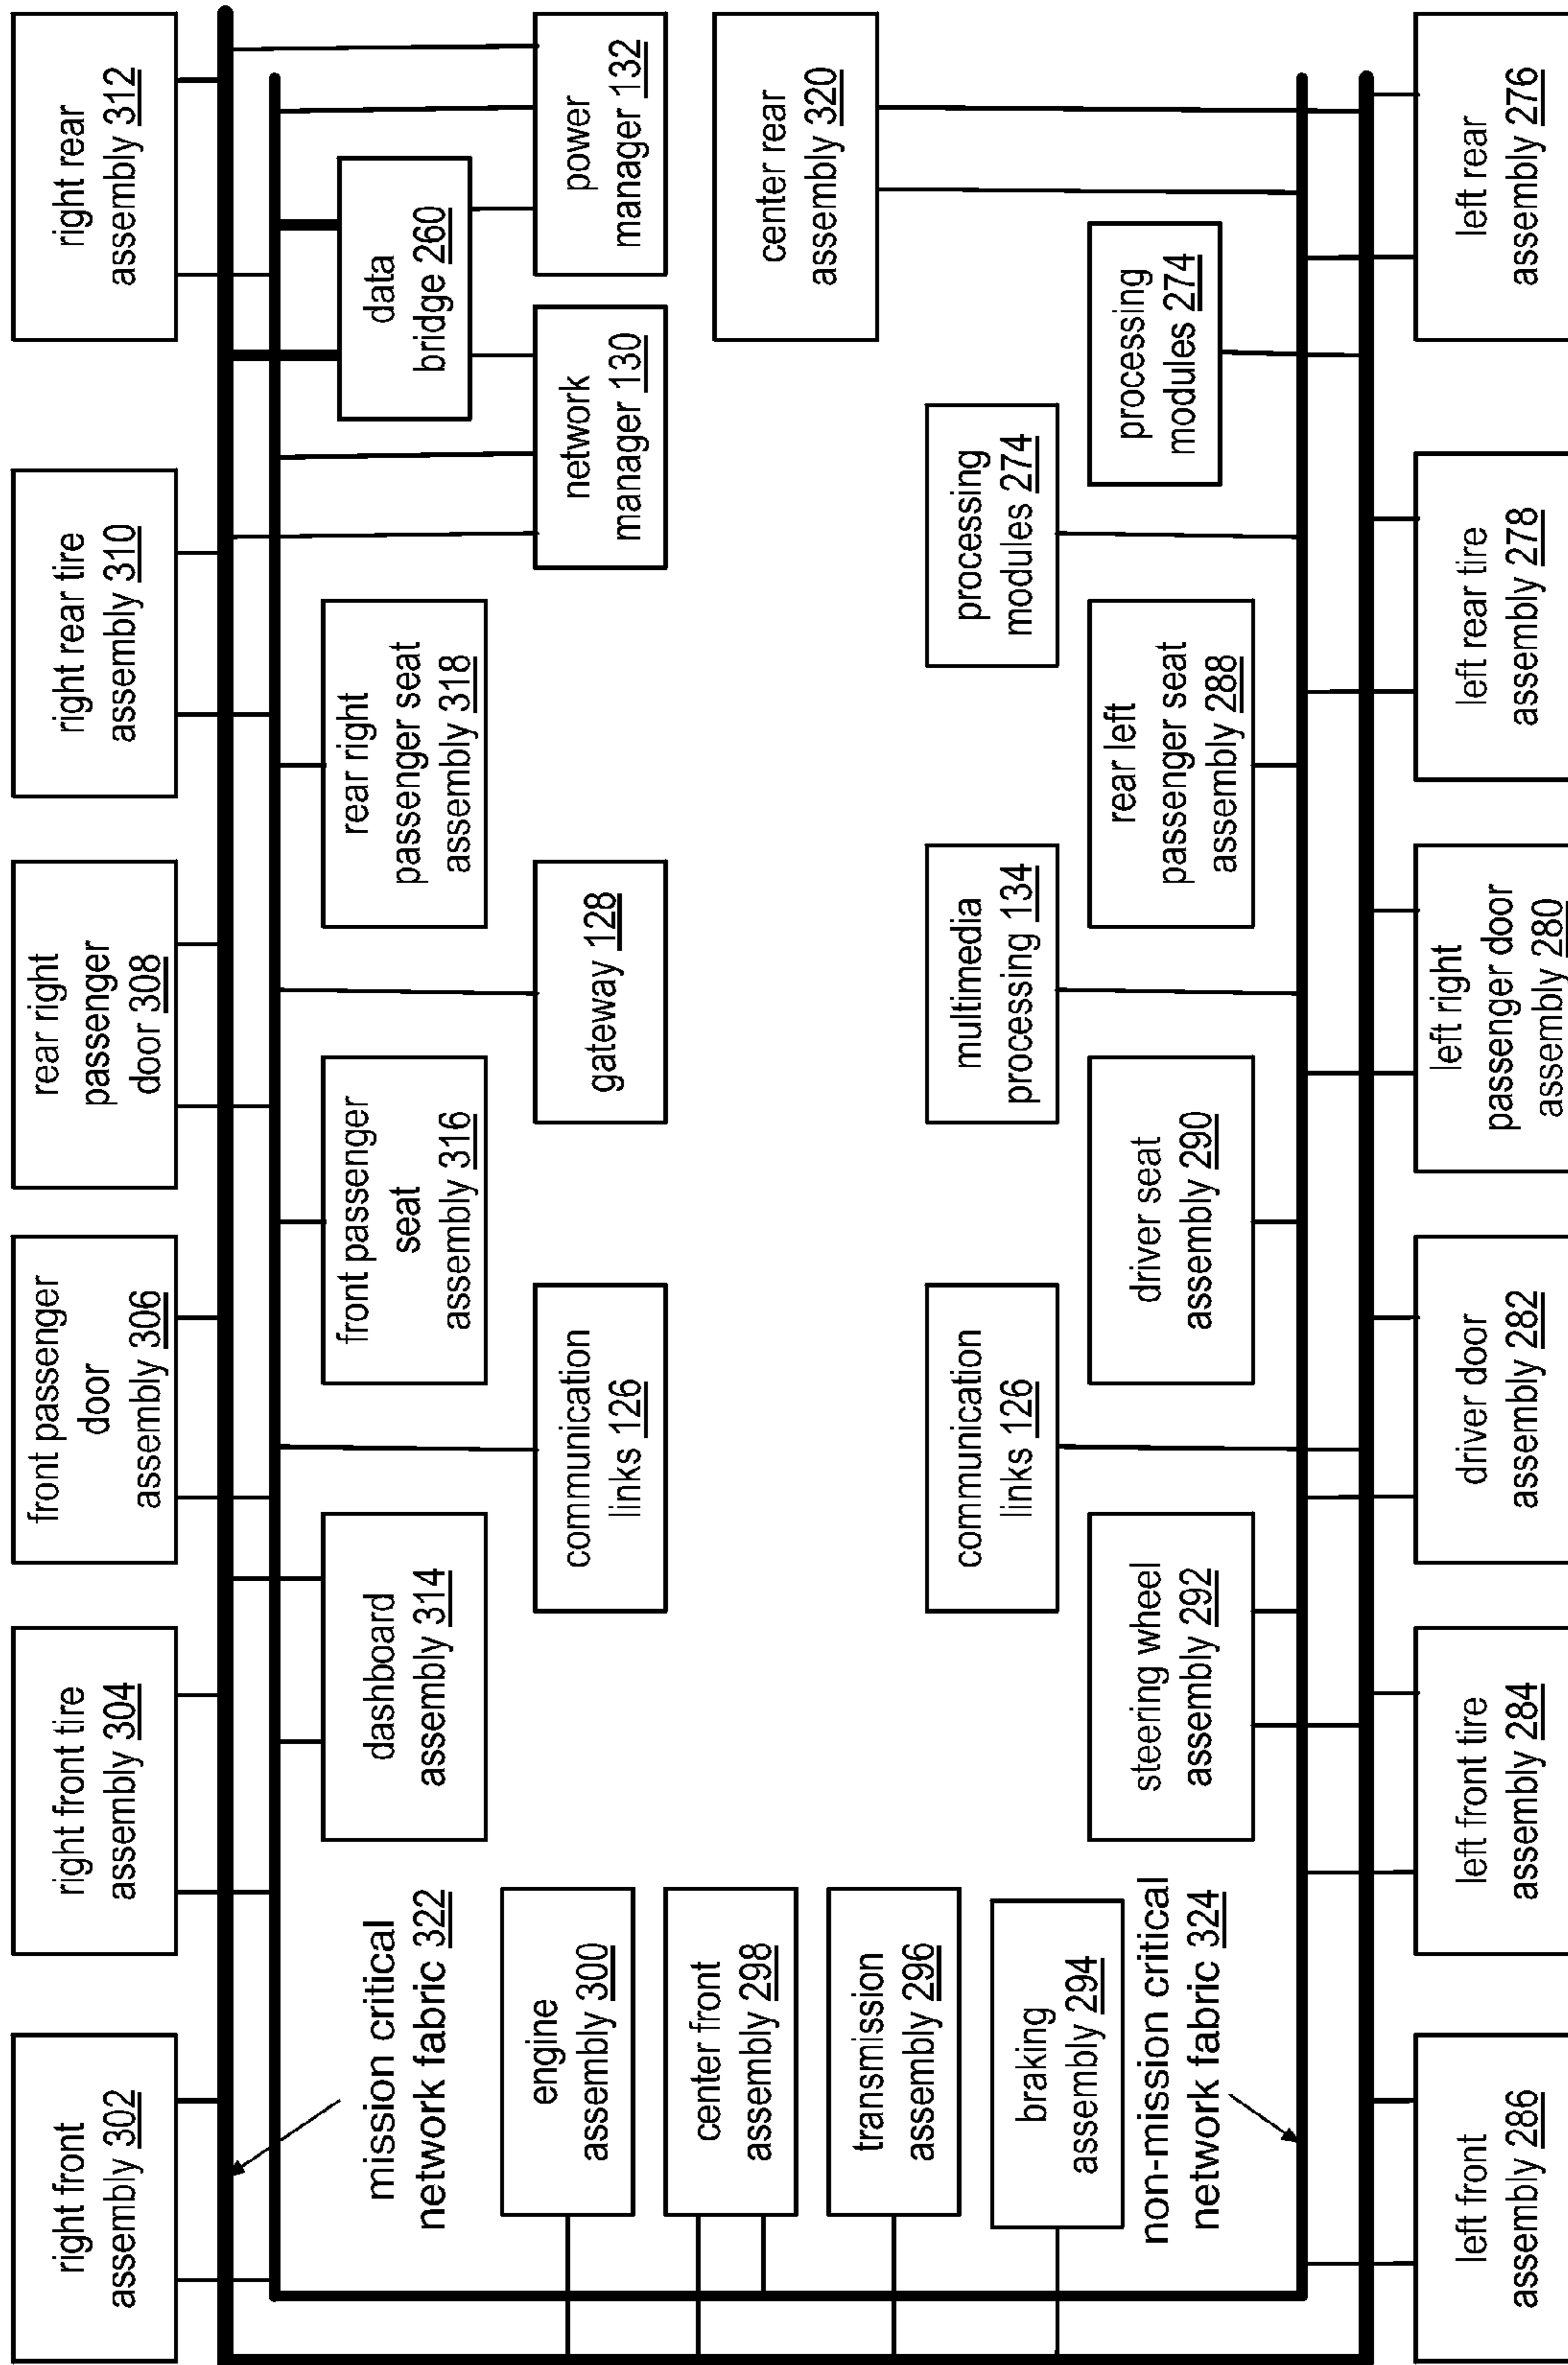 right front
assembly 302
right front tire
assembly 304
front passenger
door
assembly 306
rear right
passenger
door 308
right rear tire
assembly 310
right rear
assembly 312
mission critical
network fabric 322
dashboard
assembly 314
front passenger
seat
assembly 316
rear right
passenger seat
assembly 318
data
bridge 260
engine
assembly 300
communication
links 126
gateway 128
network
manager 130
power
manager 132
center front
assembly 298
center rear
assembly 320
transmission
assembly 296
communication
links 126
multimedia
processing 134
processing
modules 274
braking
assembly 294
non-mission critical
network fabric 324
steering wheel
assembly 292
driver seat
assembly 290
rear left
passenger seat
assembly 288
processing
modules 274
left front
assembly 286
left front tire
assembly 284
driver door
assembly 282
left right
passenger door
assembly 280
left rear tire
assembly 278
left rear
assembly 276